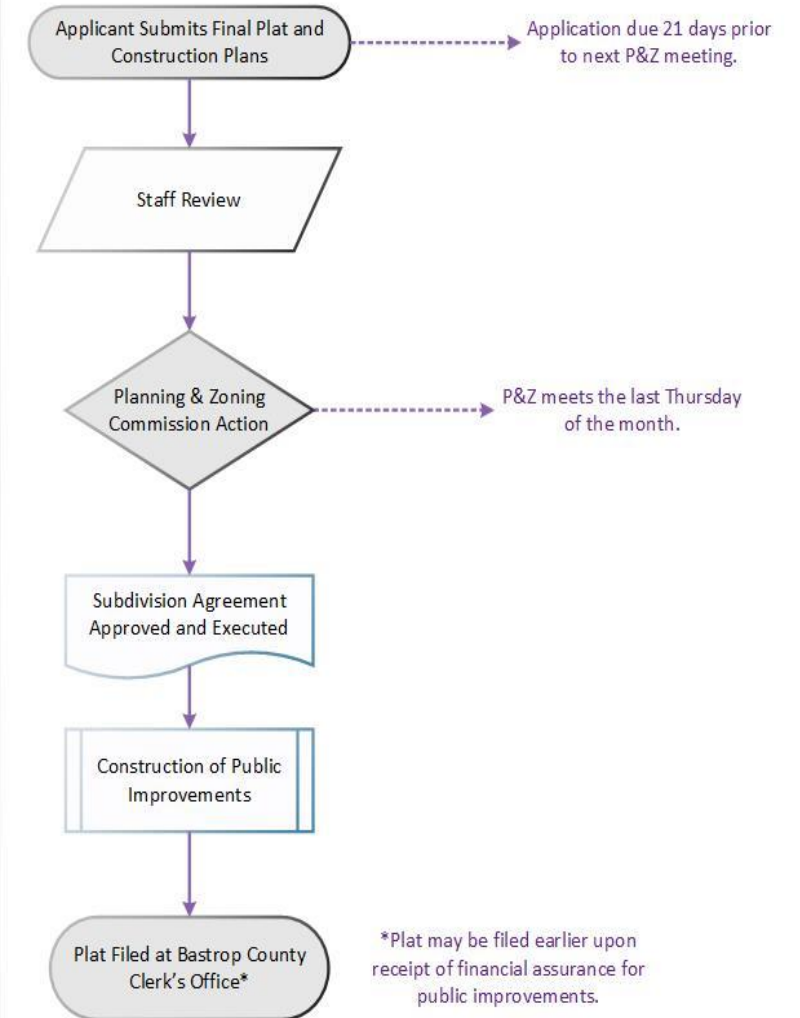 Applicant Submits Final Plat and
Construction Plans
Application due 21 days prior
to next P&Z meeting.
Staff Review
Planning & Zoning
Commission Action
P&Z meets the last Thursday
of the month.
Subdivision Agreement
Approved and Executed
Construction of Public
Improvements
Plat Filed at Bastrop County
Clerk's Office*
*Plat may be filed earlier upon
receipt of financial assurance for
public improvements.